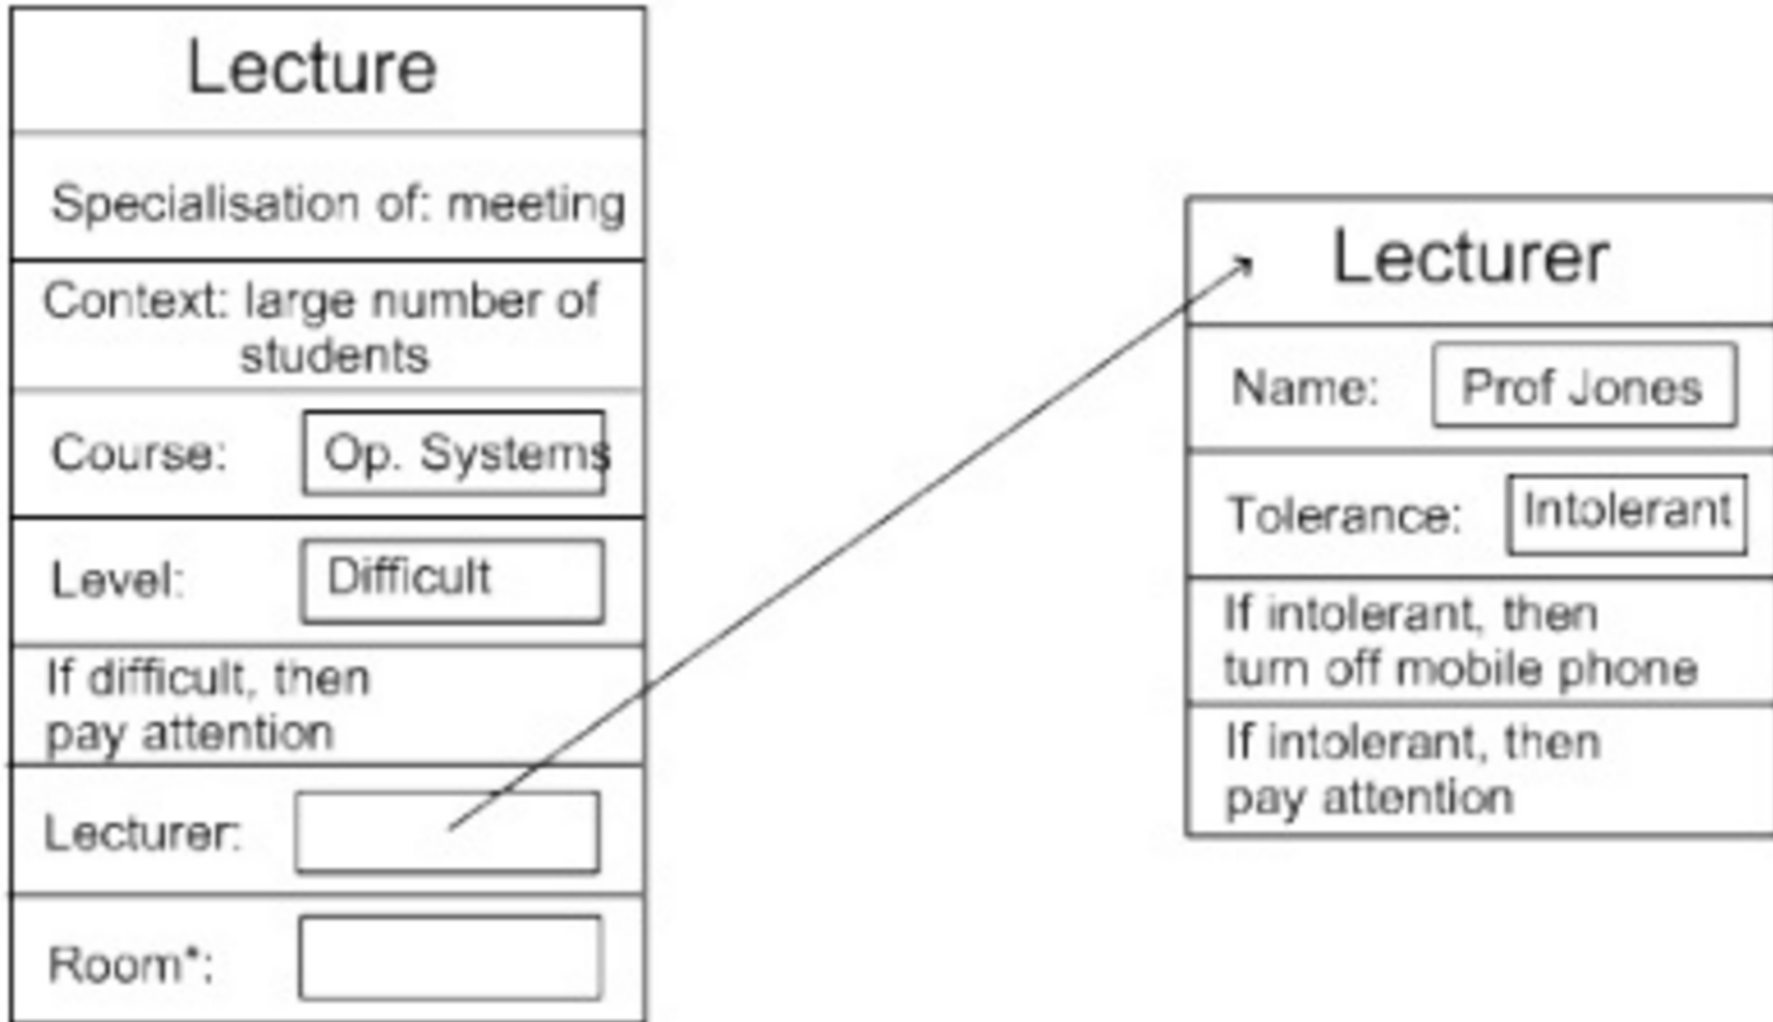 Lecture
Specialisation of: meeting
Context: large number of
students
Course: Op. Systems
Level: Difficult
If difficult, then
pay attention
Lecturer:
Room*:
Lecturer
Name: Prof Jones
Tolerance: Intolerant
If intolerant, then
turn off mobile phone
If intolerant, then
pay attention